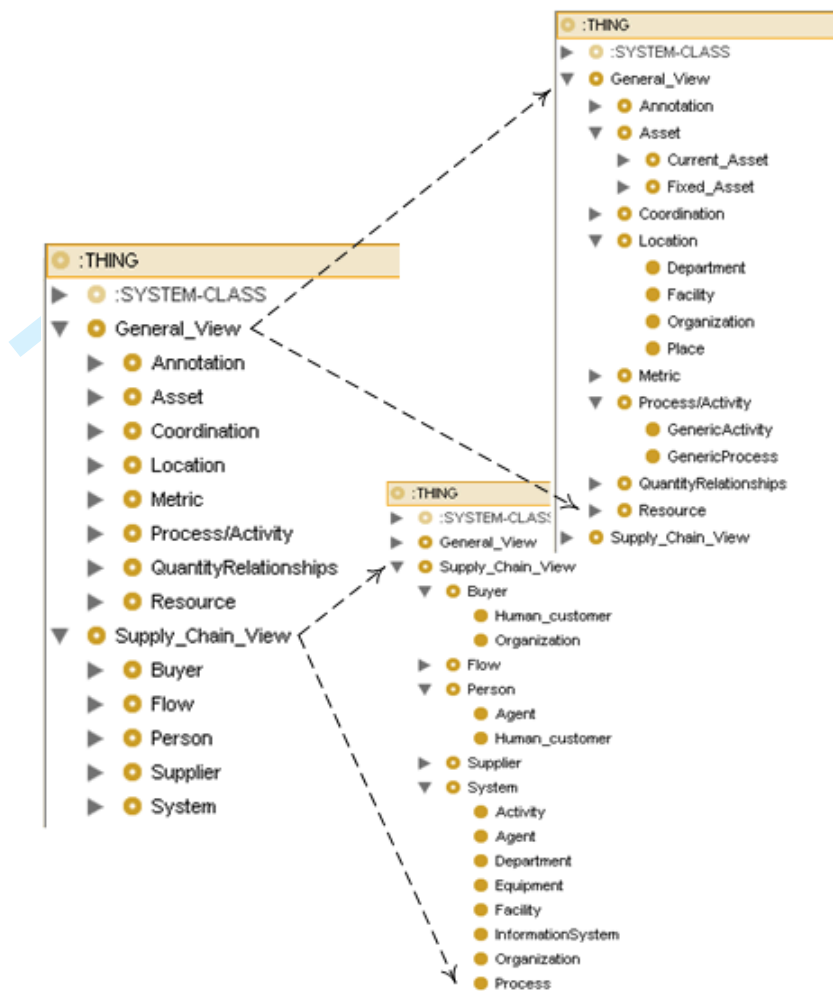 :THING
:SYSTEM-CLASS
General_View
Annotation
Asset
Coordination
Location
Metric
Process/Activity
QuantityRelationships
Resource
Supply_Chain_View
Buyer
Flow
Person
Supplier
System
:THING
:SYSTEM-CLASS
General_View
Annotation
Asset
Current_Asset
Fixed_Asset
Coordination
Location
Department
Facility
Organization
Place
Metric
Process/Activity
GenericActivity
GenericProcess
QuantityRelationships
Resource
Supply_Chain_View
:THING
:SYSTEM-CLASS
General_View
Supply_Chain_View
Buyer
Human_customer
Organization
Flow
Person
Agent
Human_customer
Supplier
System
Activity
Agent
Department
Equipment
Facility
InformationSystem
Organization
Process